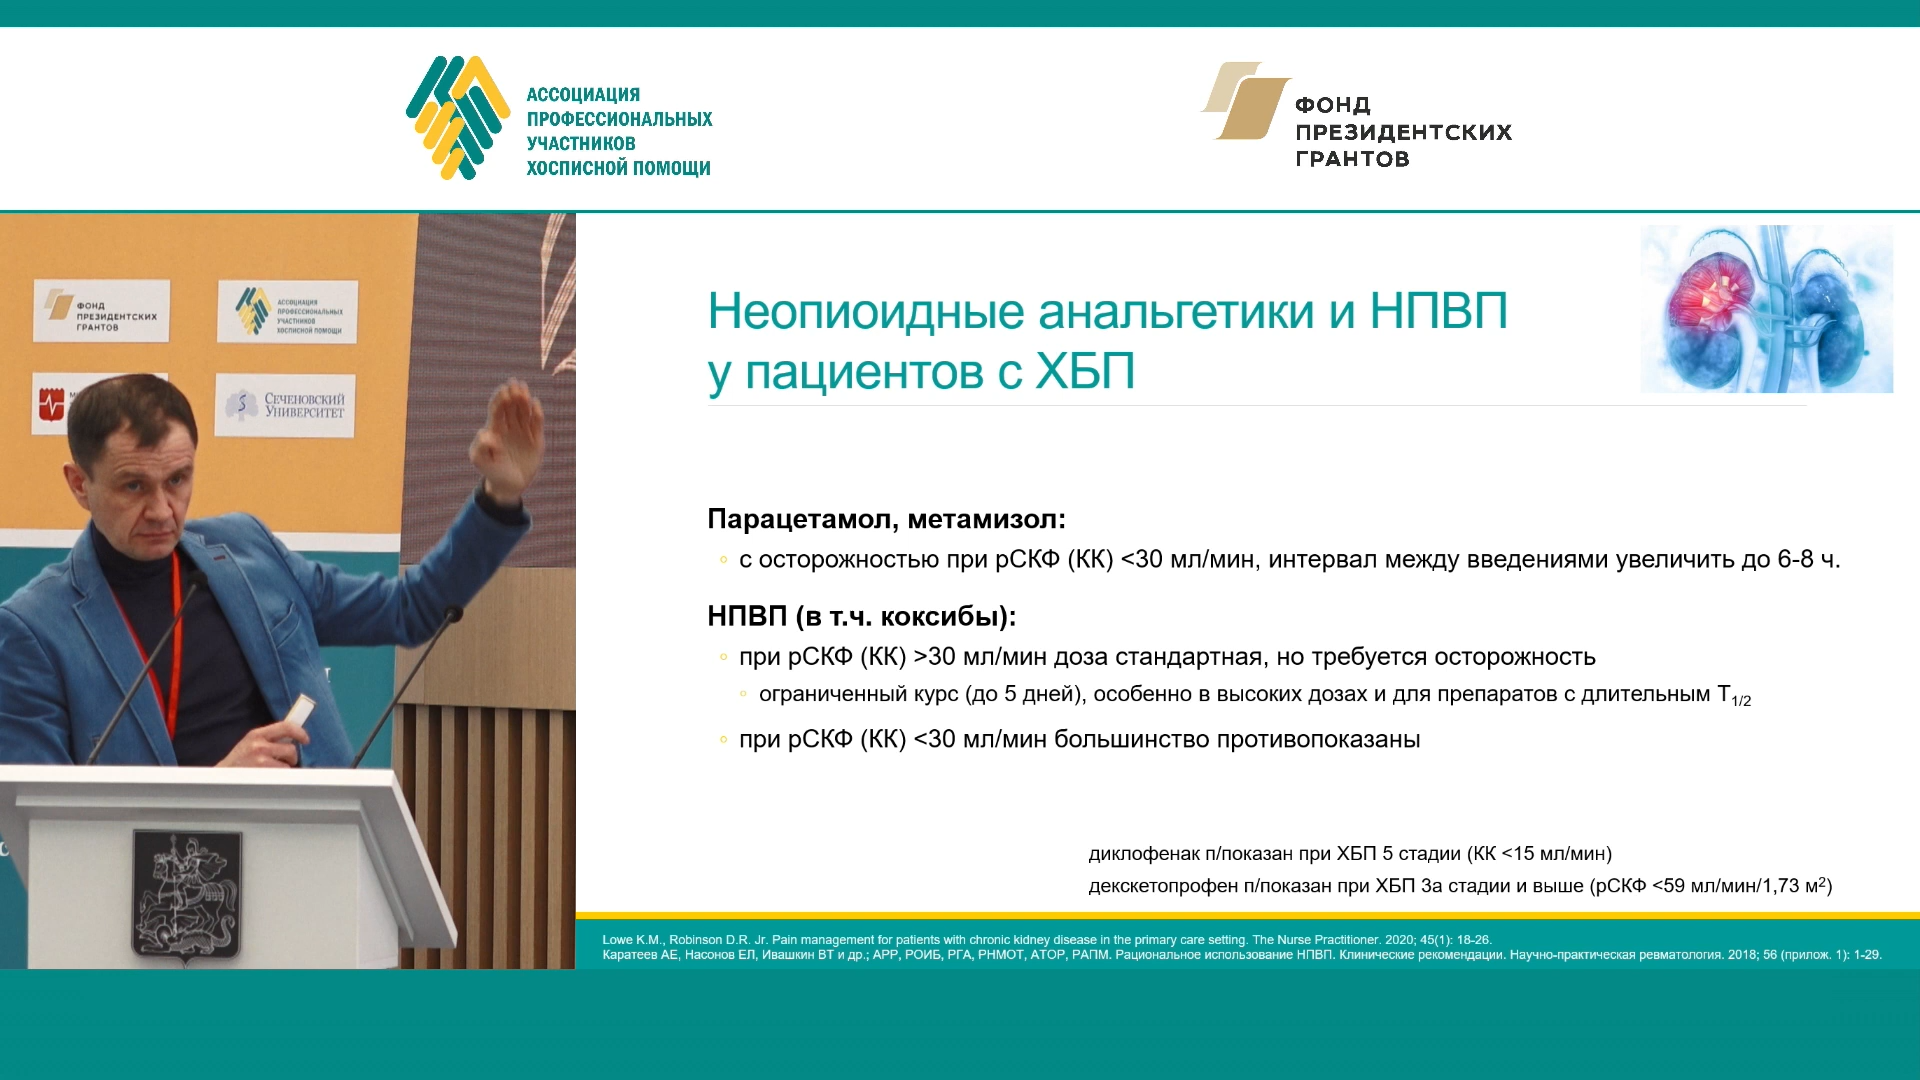 АССОЦИАЦИЯ
ПРОФЕССИОНАЛЬНЫХ
УЧАСТНИКОВ
ХОСПИСНОЙ ПОМОЩИ
ФОНД
ПРЕЗИДЕНТСКИХ
ГРАНТОВ
ФОНД
ПРЕЗИДЕНТСКИХ
ГРАНТОВ
АССОЦИАЦИЯ
ПРОФЕССИОНАЛЬНЫХ
УЧАСТНИКОВ
ХОСПИСНОЙ ПОМОЩИ
СЕЧЕНОВСКИЙ
УНИВЕРСИТЕТ
Неопиоидные анальгетики и НПВП
у пациентов с ХБП
Парацетамол, метамизол:
с осторожностью при рСКФ (КК) <30 мл/мин, интервал между введениями увеличить до 6-8 ч.
НПВП (в т.ч. коксибы):
при рСКФ (КК) >30 мл/мин доза стандартная, но требуется осторожность
ограниченный курс (до 5 дней), особенно в высоких дозах и для препаратов с длительным T1/2
при рСКФ (КК) <30 мл/мин большинство противопоказаны
диклофенак п/показан при ХБП 5 стадии (КК <15 мл/мин)
декскетопрофен п/показан при ХБП 3а стадии и выше (рСКФ <59 мл/мин/1,73 м²)
Lowe K.M., Robinson D.R. Jr. Pain management for patients with chronic kidney disease in the primary care setting. The Nurse Practitioner. 2020; 45(1): 18-26.
Каратеев АЕ, Насонов ЕЛ, Ивашкин ВТ и др.; АРР, РОИБ, РГА, РНМОТ, АТОР, РАПМ. Рациональное использование НПВП. Клинические рекомендации. Научно-практическая ревматология. 2018; 56 (прилож. 1): 1-29.